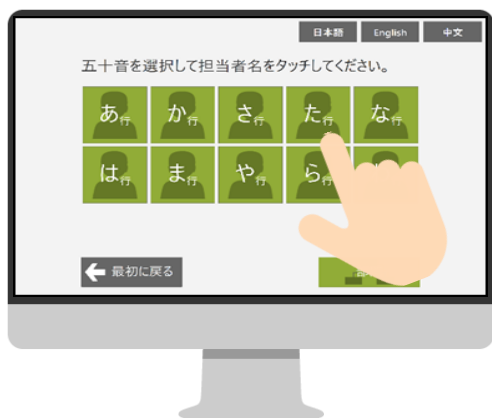 日本語 English 中文
五十音を選択して担当者名をタッチしてください。
あ行 か行 さ行 た行 な行
は行 ま行 や行 ら行
最初に戻る